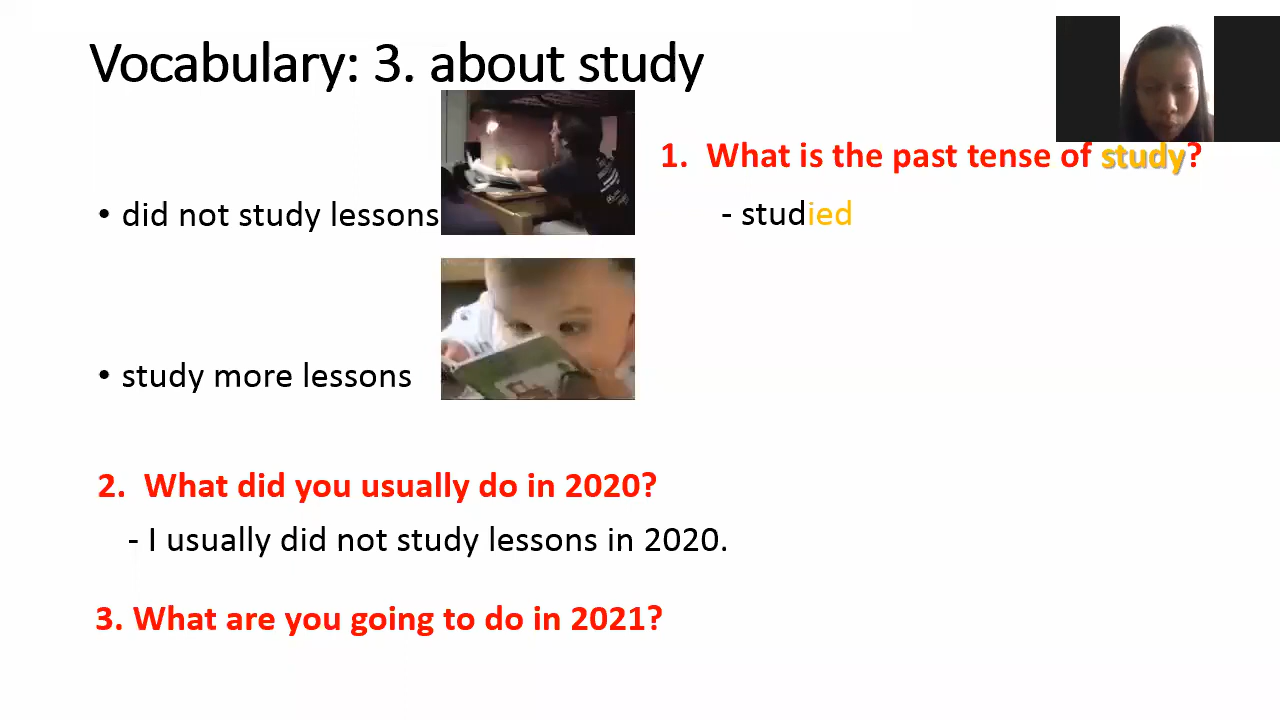 Vocabulary: 3. about study
1. What is the past tense of study?
- studied
• did not study lessons
• study more lessons
2. What did you usually do in 2020?
- I usually did not study lessons in 2020.
3. What are you going to do in 2021?